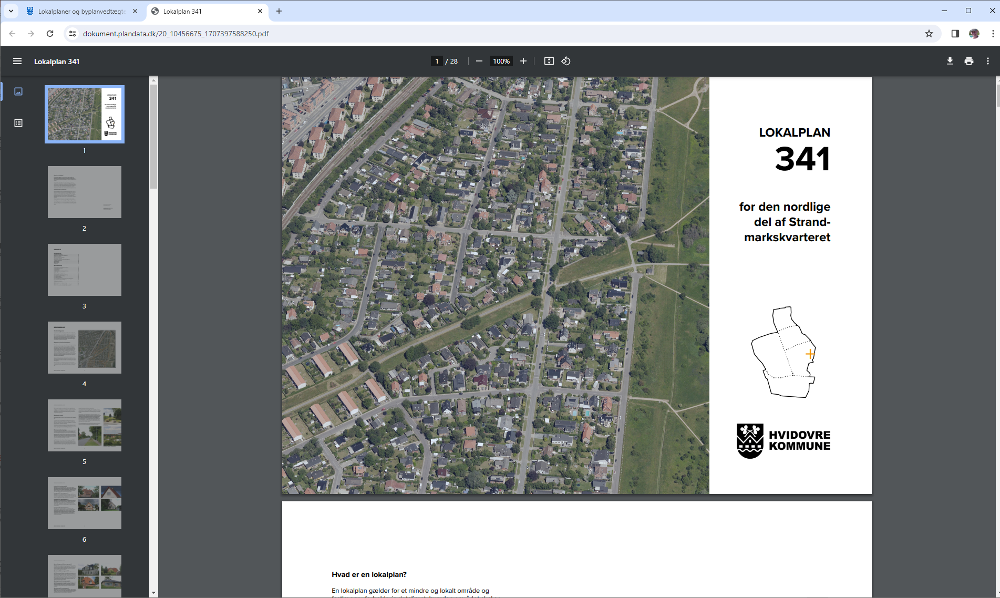 Lokalplaner og byplanvedtægte
Lokalplan 341
dokument.plandata.dk/20_10456675_1707397588250.pdf
Lokalplan 341
1 / 28
100%
1
2
3
4
5
6
LOKALPLAN
341
for den nordlige
del af Strand-
markskvarteret
HVIDOVRE
KOMMUNE
Hvad er en lokalplan?
En lokalplan gælder for et mindre og lokalt område og